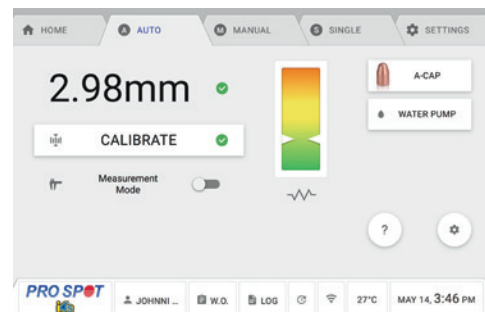 HOME
A AUTO
M MANUAL
S SINGLE
SETTINGS
2.98mm
A-CAP
WATER PUMP
CALIBRATE
Measurement
Mode
?
PRO SPOT
JOHNNI ...
W.O.
LOG
27°C
MAY 14, 3:46 PM